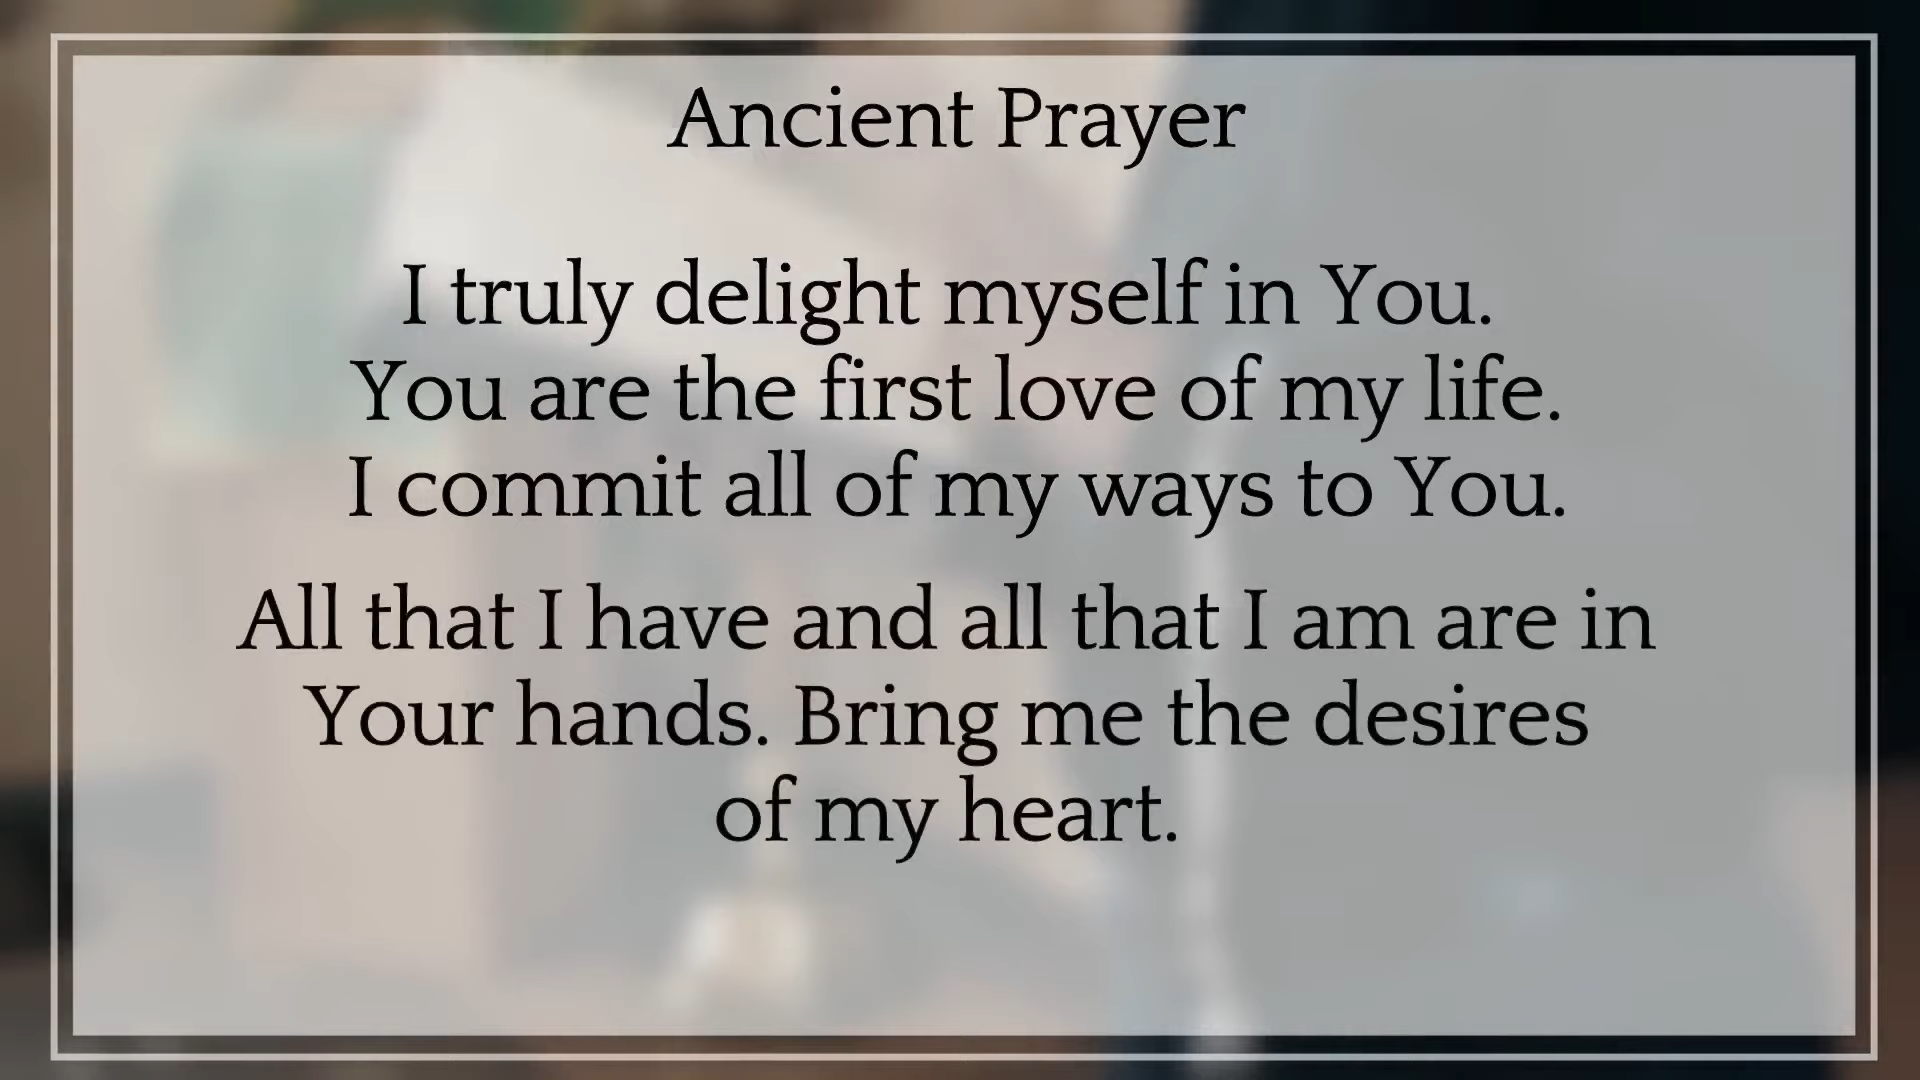 Ancient Prayer
I truly delight myself in You.
You are the first love of my life.
I commit all of my ways to You.
All that I have and all that I am are in
Your hands. Bring me the desires
of my heart.